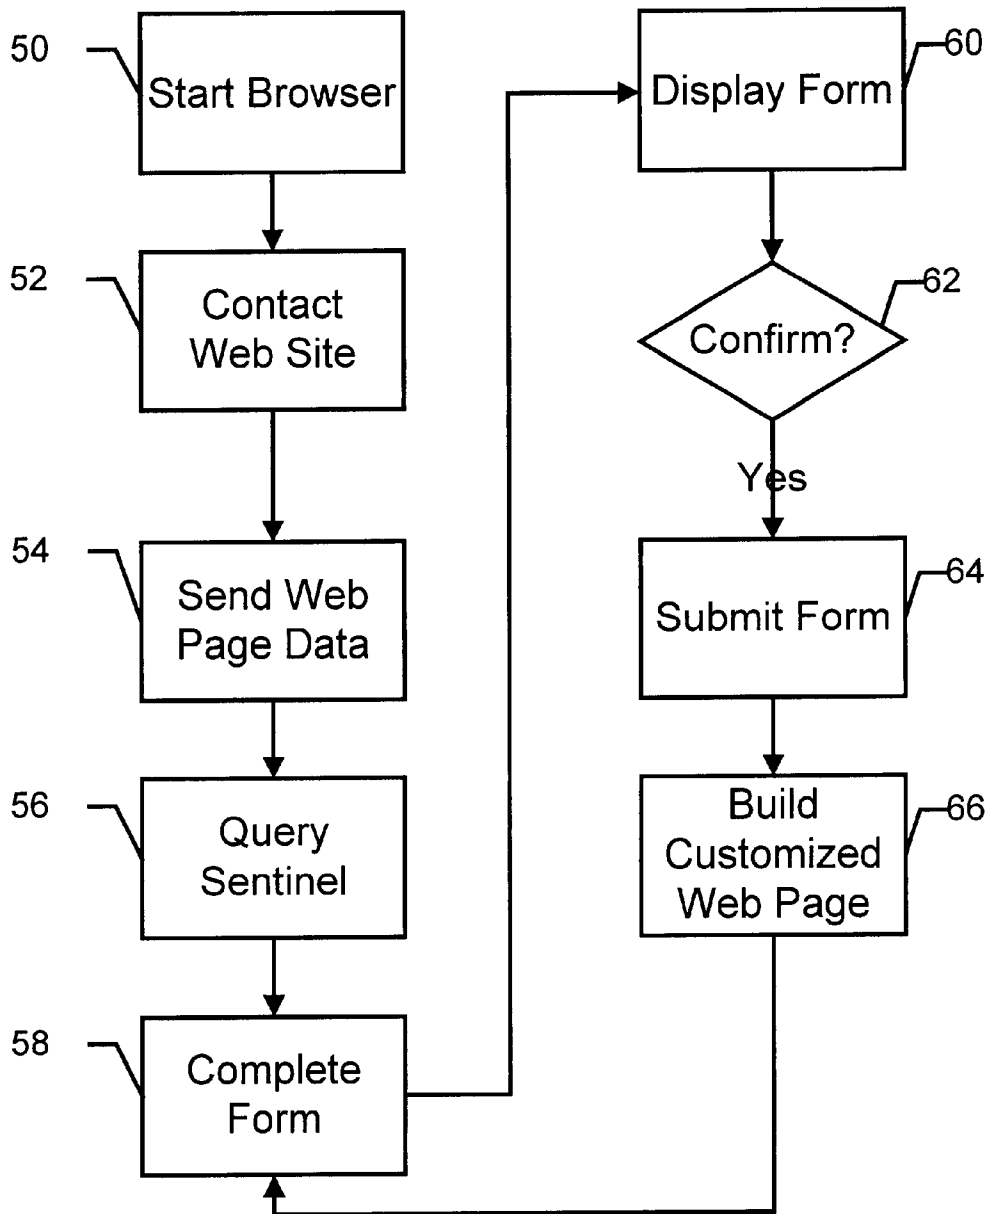 50
Start Browser
52
Contact
Web Site
54
Send Web
Page Data
56
Query
Sentinel
58
Complete
Form
60
Display Form
62
Confirm?
Yes
64
Submit Form
66
Build
Customized
Web Page